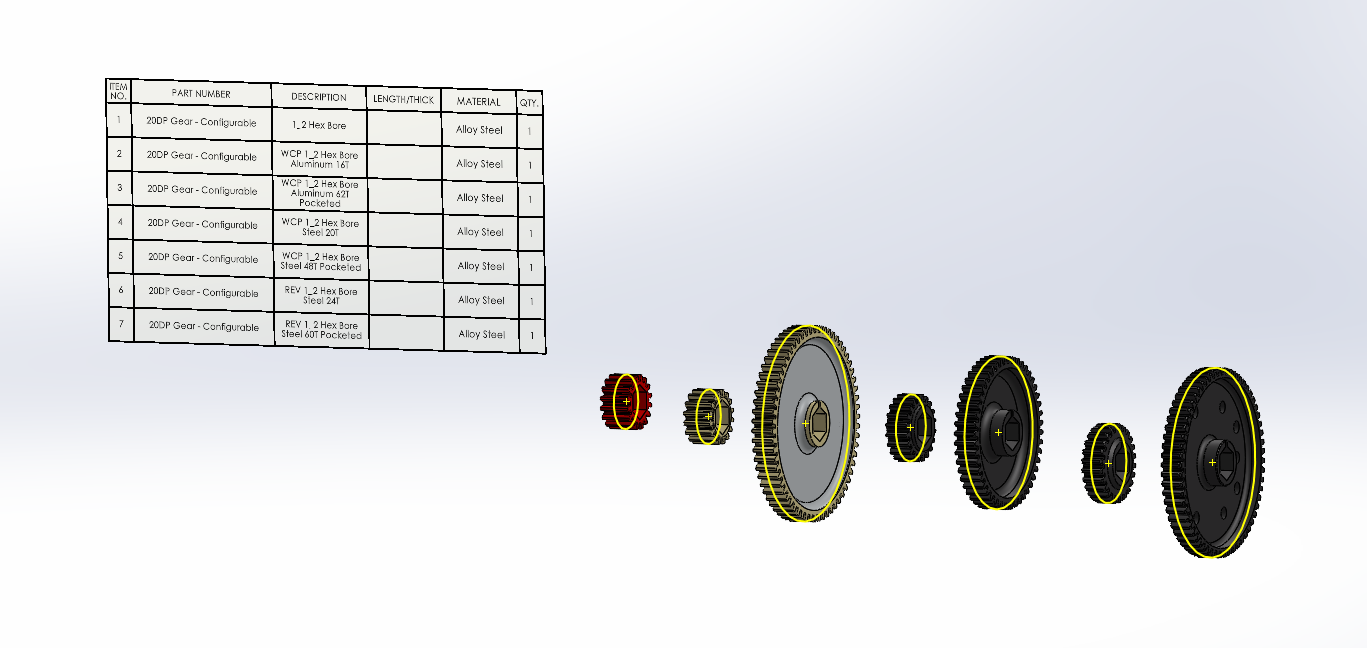 ITEM NO. PART NUMBER DESCRIPTION LENGTH/THICK MATERIAL QTY.
1 20DP Gear - Configurable 1_2 Hex Bore Alloy Steel 1
2 20DP Gear - Configurable WCP 1_2 Hex Bore Aluminum 16T Alloy Steel 1
3 20DP Gear - Configurable WCP 1_2 Hex Bore Aluminum 62T Pocketed Alloy Steel 1
4 20DP Gear - Configurable WCP 1_2 Hex Bore Steel 20T Alloy Steel 1
5 20DP Gear - Configurable WCP 1_2 Hex Bore Steel 48T Pocketed Alloy Steel 1
6 20DP Gear - Configurable REV 1_2 Hex Bore Steel 24T Alloy Steel 1
7 20DP Gear - Configurable REV 1_2 Hex Bore Steel 60T Pocketed Alloy Steel 1